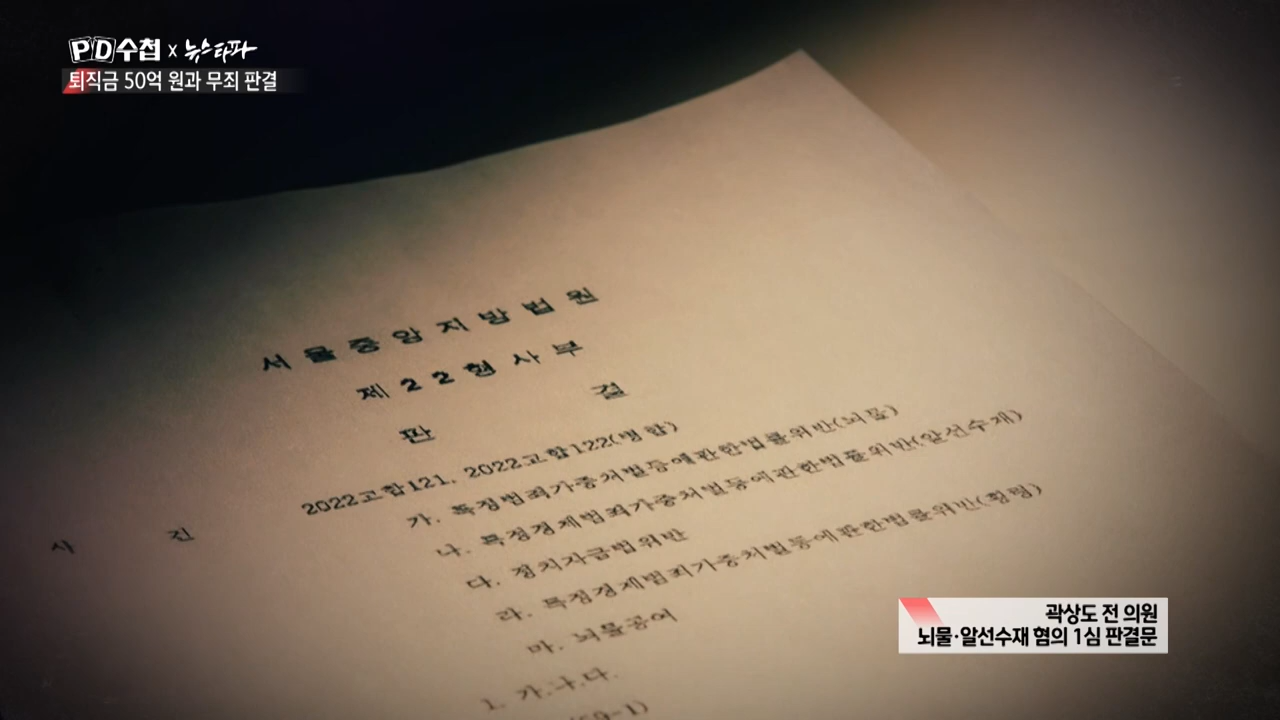 PD수첩 x 뉴스타파
퇴직금 50억 원과 무죄 판결
서울중앙지방법원
제22형사부
판 결
사 건 2022고합121, 2022고합122(병합)
가. 특정범죄가중처벌등에관한법률위반(뇌물)
나. 특정경제범죄가중처벌등에관한법률위반(알선수재)
다. 정치자금법위반
라. 특정경제범죄가중처벌등에관한법률위반(횡령)
마. 뇌물공여
1. 가.나.다.
곽상도 전 의원
뇌물·알선수재 혐의 1심 판결문